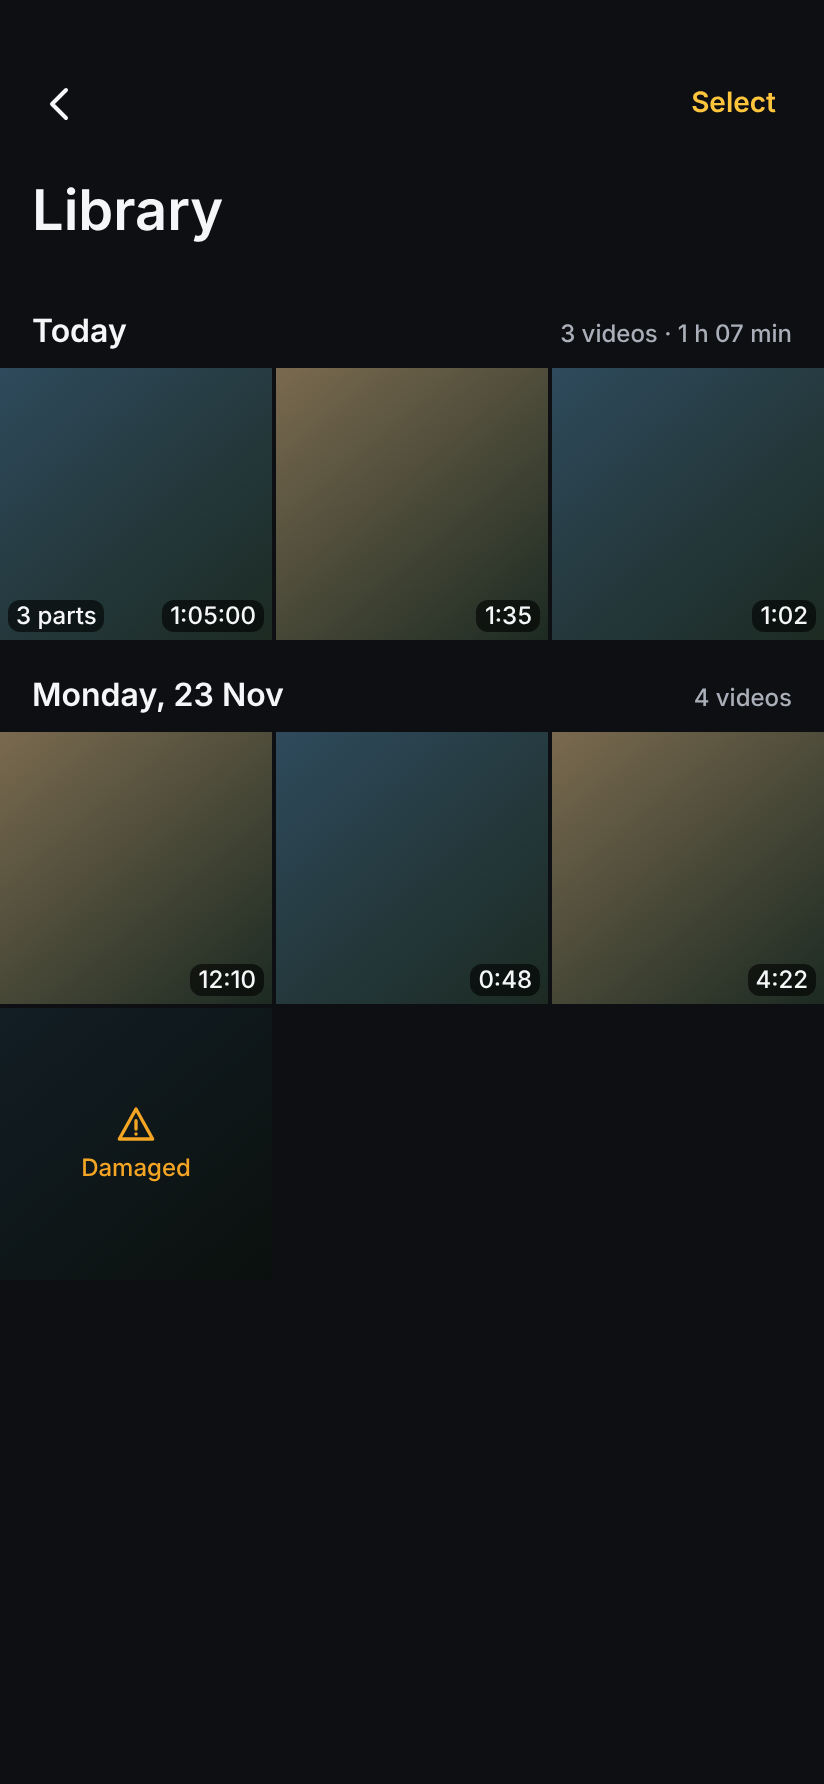 Select
Library
Today
3 videos · 1 h 07 min
3 parts
1:05:00
1:35
1:02
Monday, 23 Nov
4 videos
12:10
0:48
4:22
Damaged